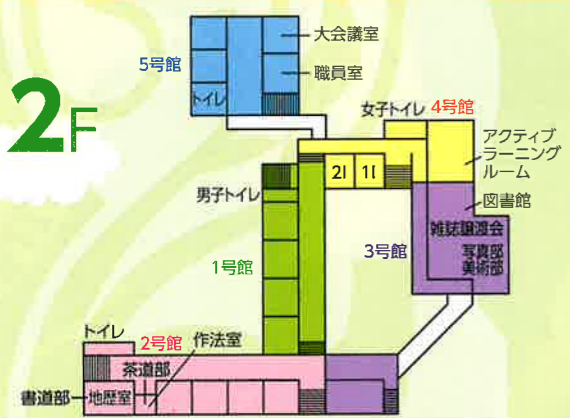 2F
5号館
大会議室
職員室
トイレ
女子トイレ
4号館
アクティブ
ラーニング
ルーム
2I
1I
図書館
男子トイレ
雑誌譲渡会
写真部
美術部
3号館
1号館
トイレ
2号館
作法室
茶道部
書道部
地歴室